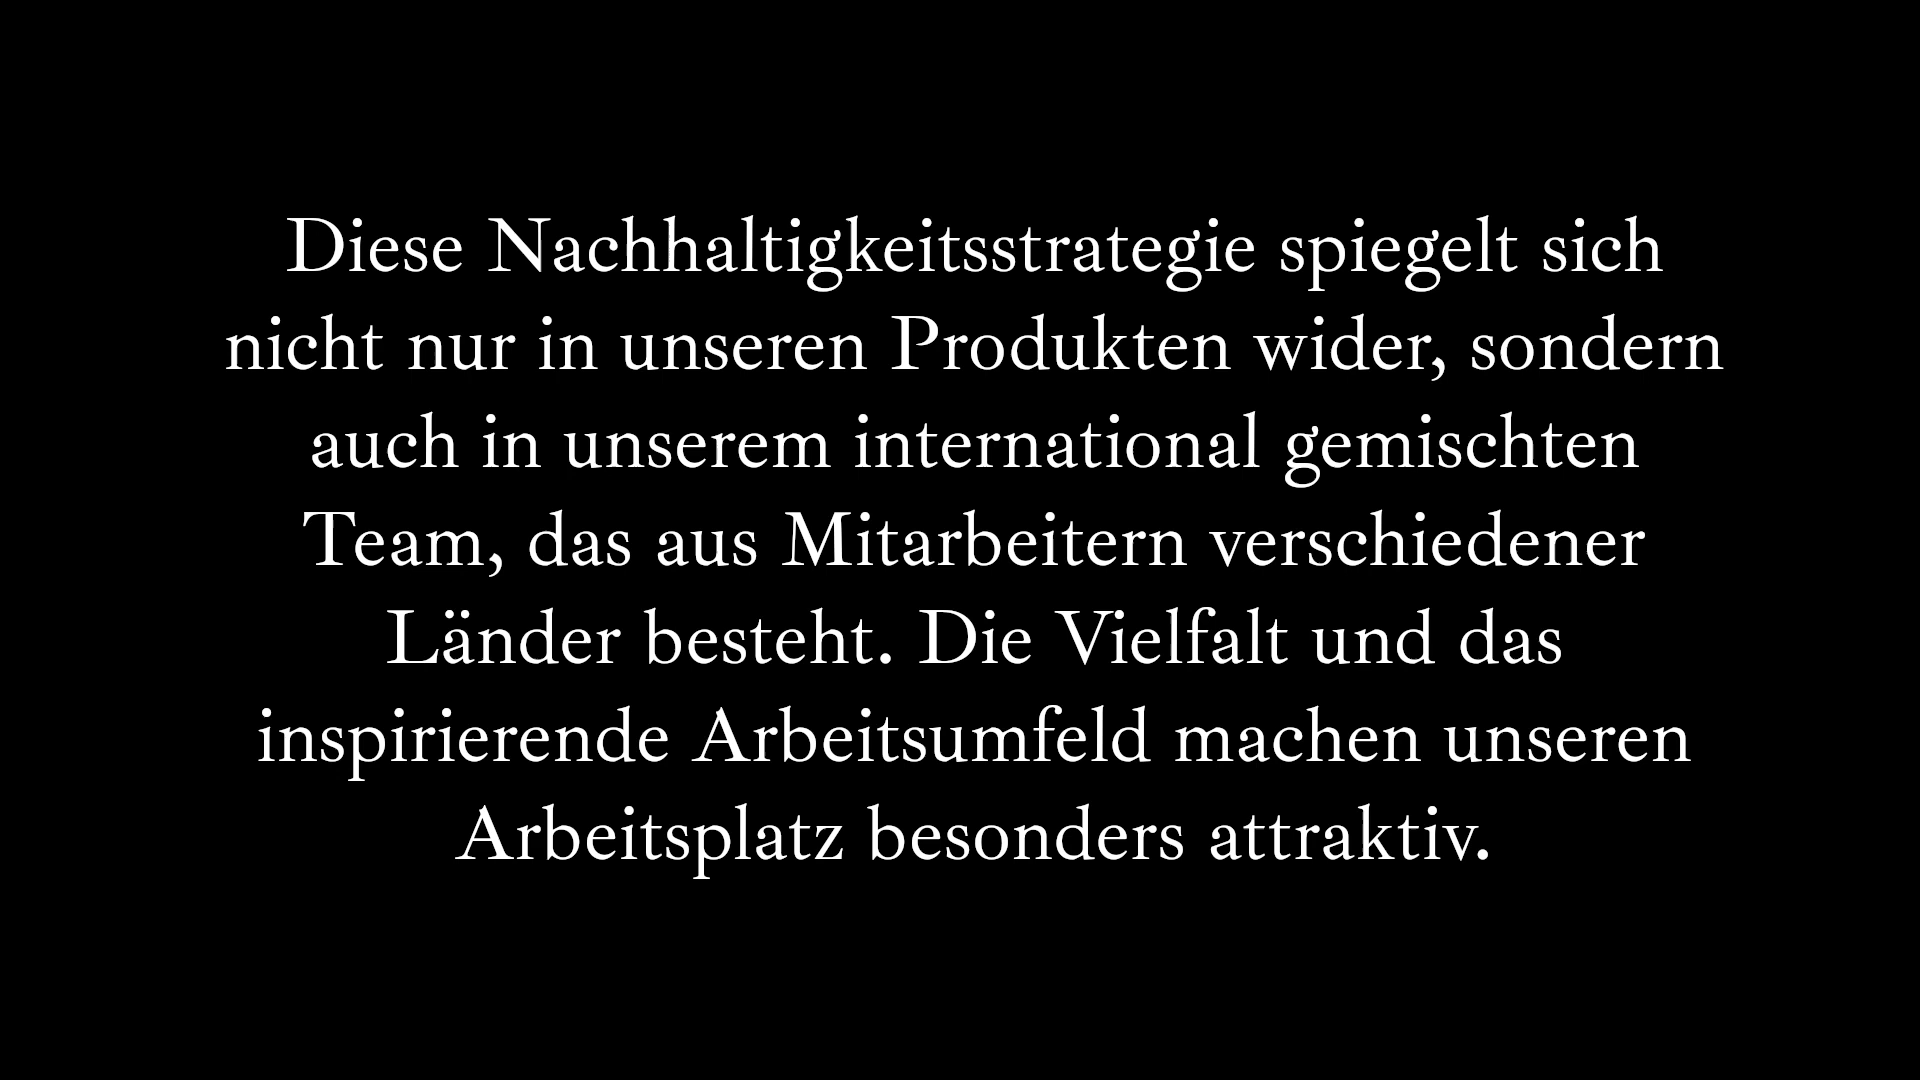 Diese Nachhaltigkeitsstrategie spiegelt sich
nicht nur in unseren Produkten wider, sondern
auch in unserem international gemischten
Team, das aus Mitarbeitern verschiedener
Länder besteht. Die Vielfalt und das
inspirierende Arbeitsumfeld machen unseren
Arbeitsplatz besonders attraktiv.